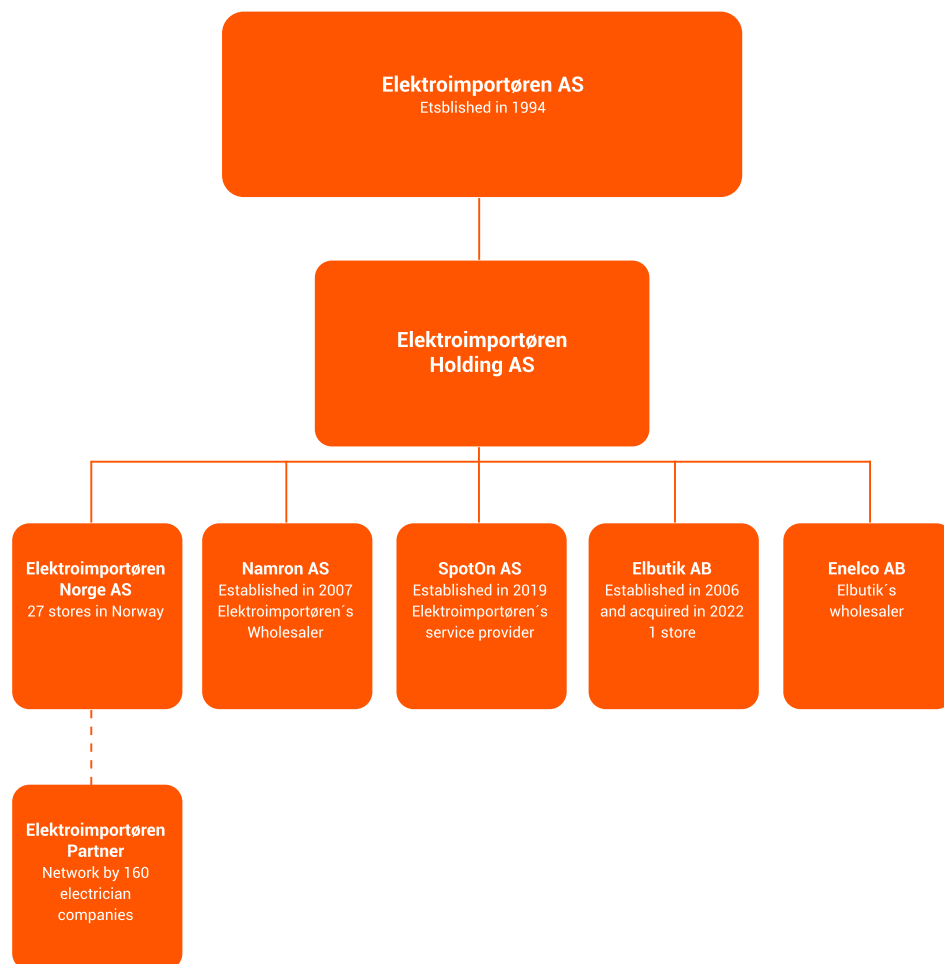 Elektroimportøren AS
Etsblished in 1994
Elektroimportøren
Holding AS
Elektroimportøren
Norge AS
27 stores in Norway
Namron AS
Established in 2007
Elektroimportøren´s
Wholesaler
SpotOn AS
Established in 2019
Elektroimportøren´s
service provider
Elbutik AB
Established in 2006
and acquired in 2022
1 store
Enelco AB
Elbutik´s
wholesaler
Elektroimportøren
Partner
Network by 160
electrician
companies